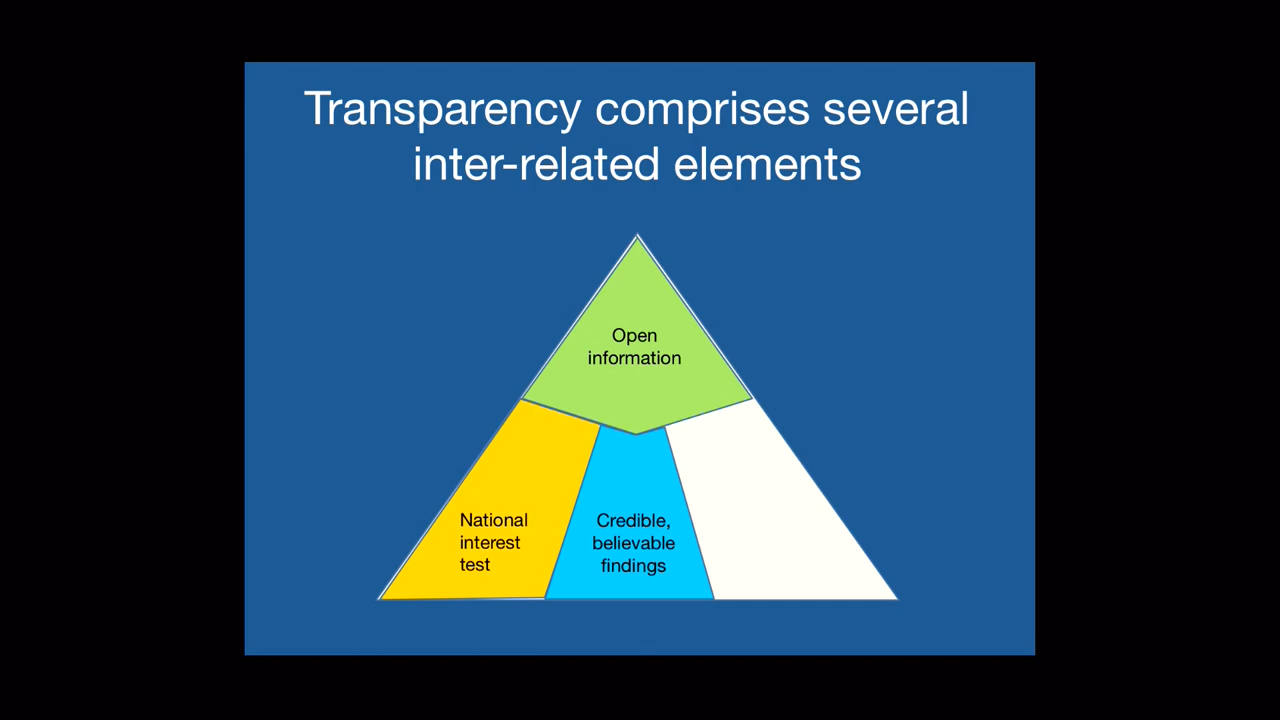 Transparency comprises several
inter-related elements
Open
information
National
interest
test
Credible,
believable
findings